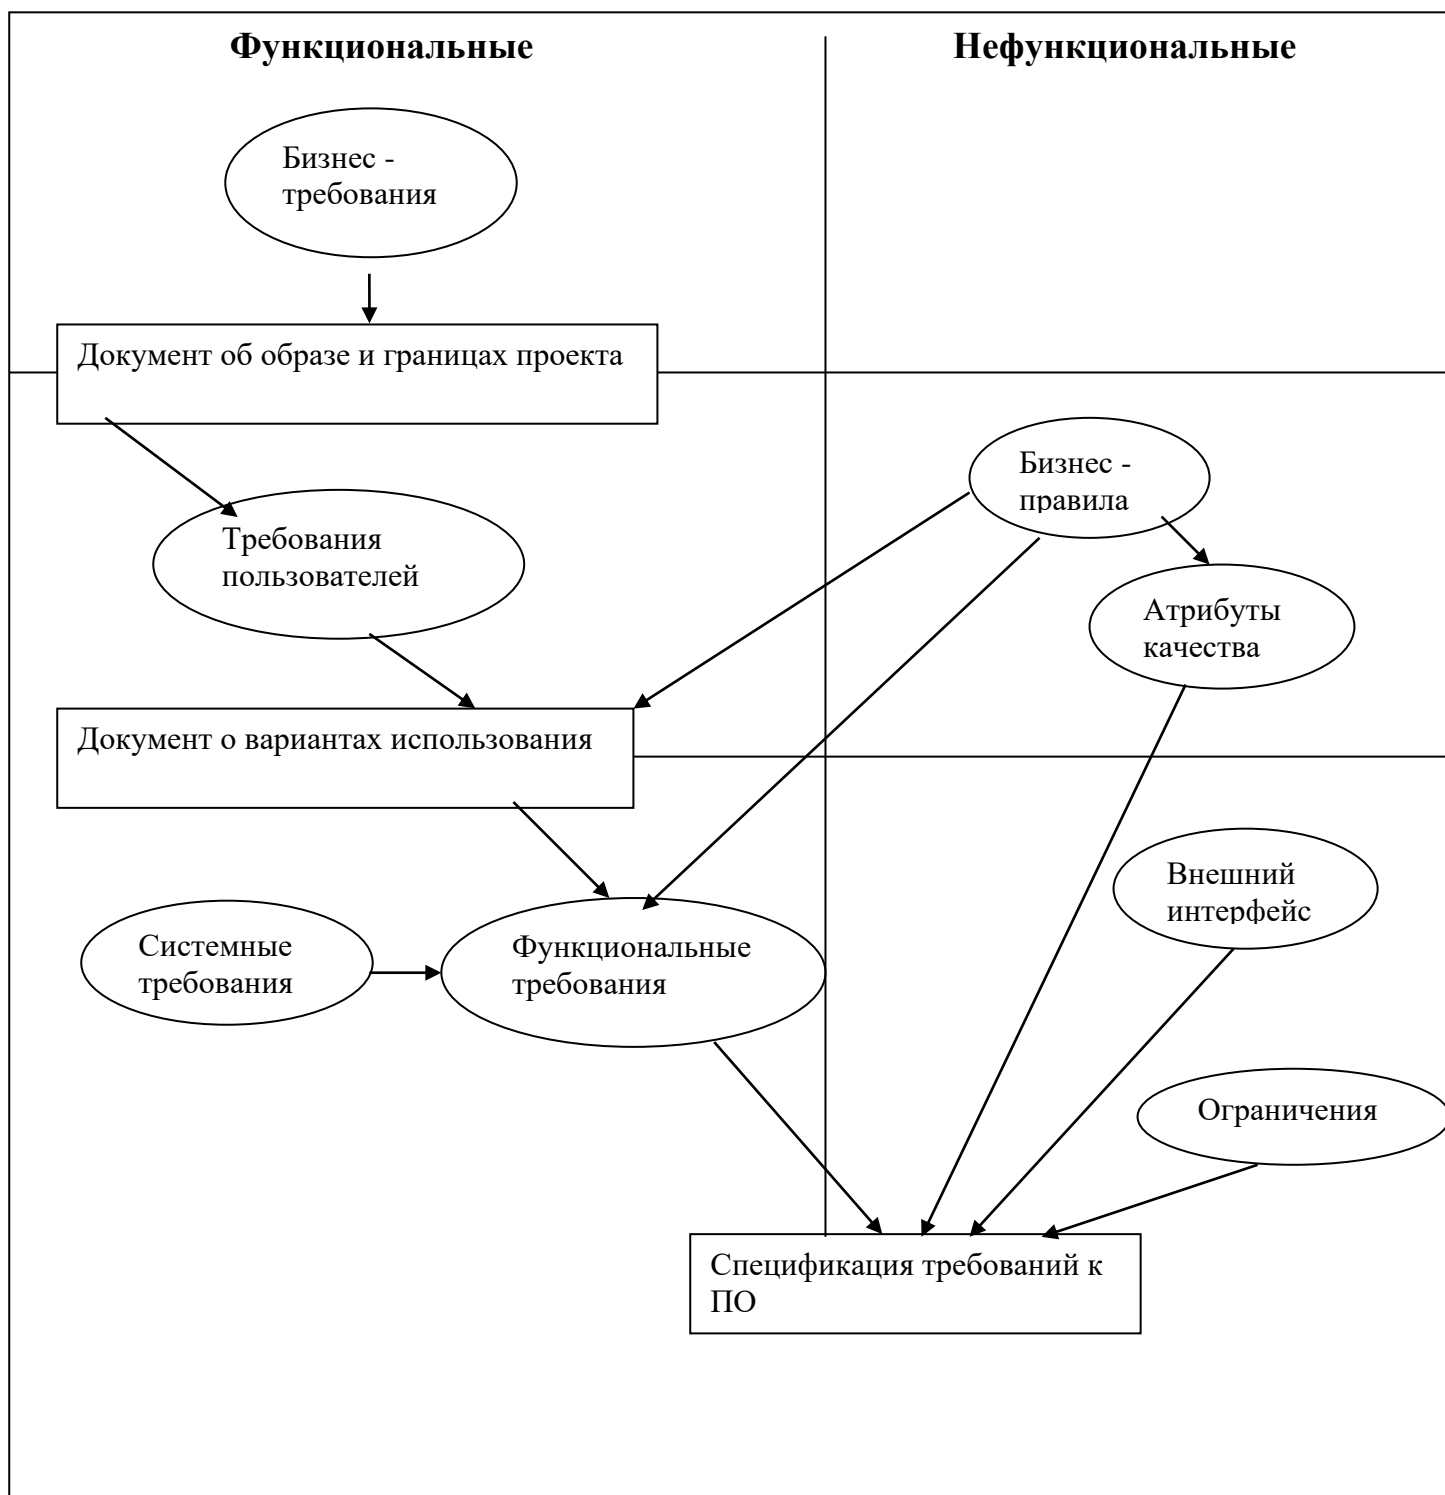 Функциональные
Нефункциональные
Бизнес -
требования
Документ об образе и границах проекта
Бизнес -
правила
Требования
пользователей
Атрибуты
качества
Документ о вариантах использования
Внешний
интерфейс
Системные
требования
Функциональные
требования
Ограничения
Спецификация требований к
ПО